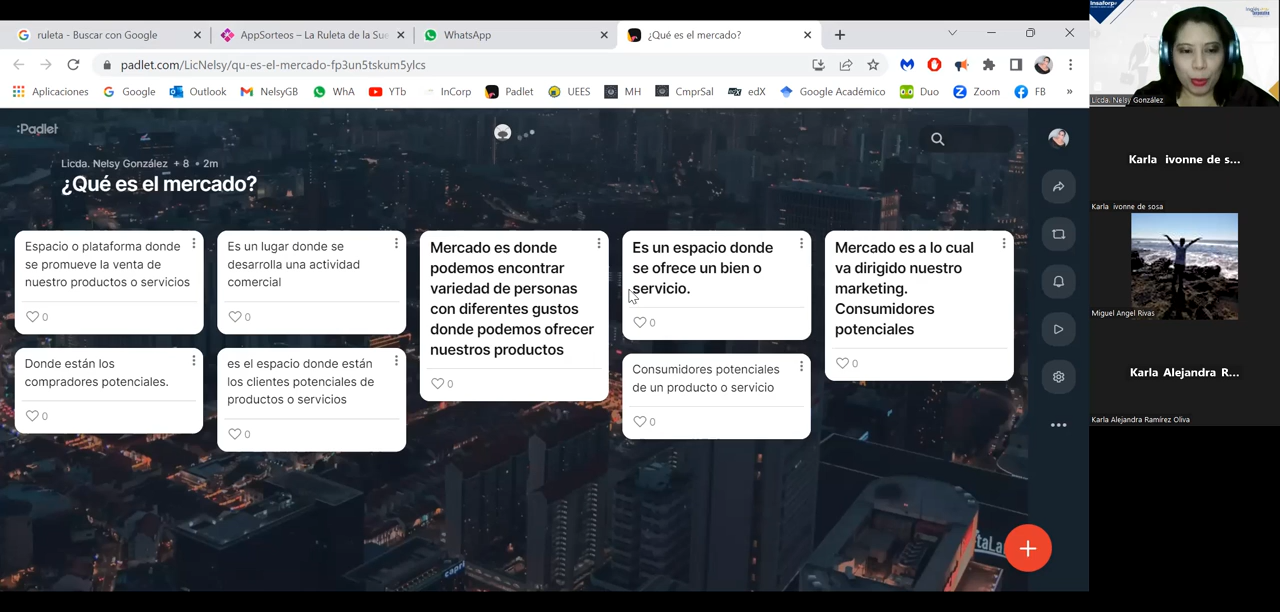 ruleta - Buscar con Google
AppSorteos – La Ruleta de la Sue
WhatsApp
¿Qué es el mercado?
padlet.com/LicNelsy/qu-es-el-mercado-fp3un5tskum5ylcs
Aplicaciones
Google
Outlook
NelsyGB
WhA
YTb
InCorp
Padlet
UEES
MH
CmprSal
edX
Google Académico
Duo
Zoom
FB
»
:Padlet
Licda. Nelsy González + 8 • 2m
¿Qué es el mercado?
Espacio o plataforma donde
se promueve la venta de
nuestro productos o servicios
0
Donde están los
compradores potenciales.
0
Es un lugar donde se
desarrolla una actividad
comercial
0
es el espacio donde están
los clientes potenciales de
productos o servicios
0
Mercado es donde
podemos encontrar
variedad de personas
con diferentes gustos
donde podemos ofrecer
nuestros productos
0
Es un espacio donde
se ofrece un bien o
servicio.
0
Consumidores potenciales
de un producto o servicio
0
Mercado es a lo cual
va dirigido nuestro
marketing.
Consumidores
potenciales
0
Insaforp
Licda. Nelsy González
Karla ivonne de s...
Karla ivonne de sosa
Miguel Angel Rivas
Karla Alejandra R...
Karla Alejandra Ramírez Oliva